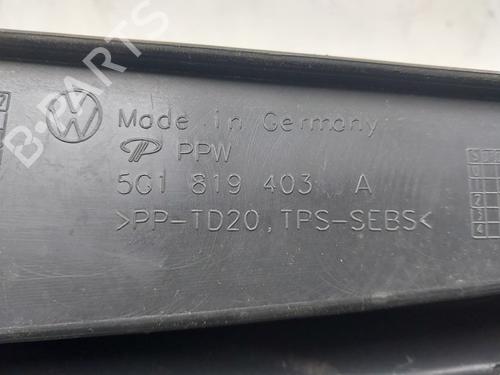 Made in Germany
PPW
5G1 819 403 A
>PP-TD20, TPS-SEBS<
B-PARTS